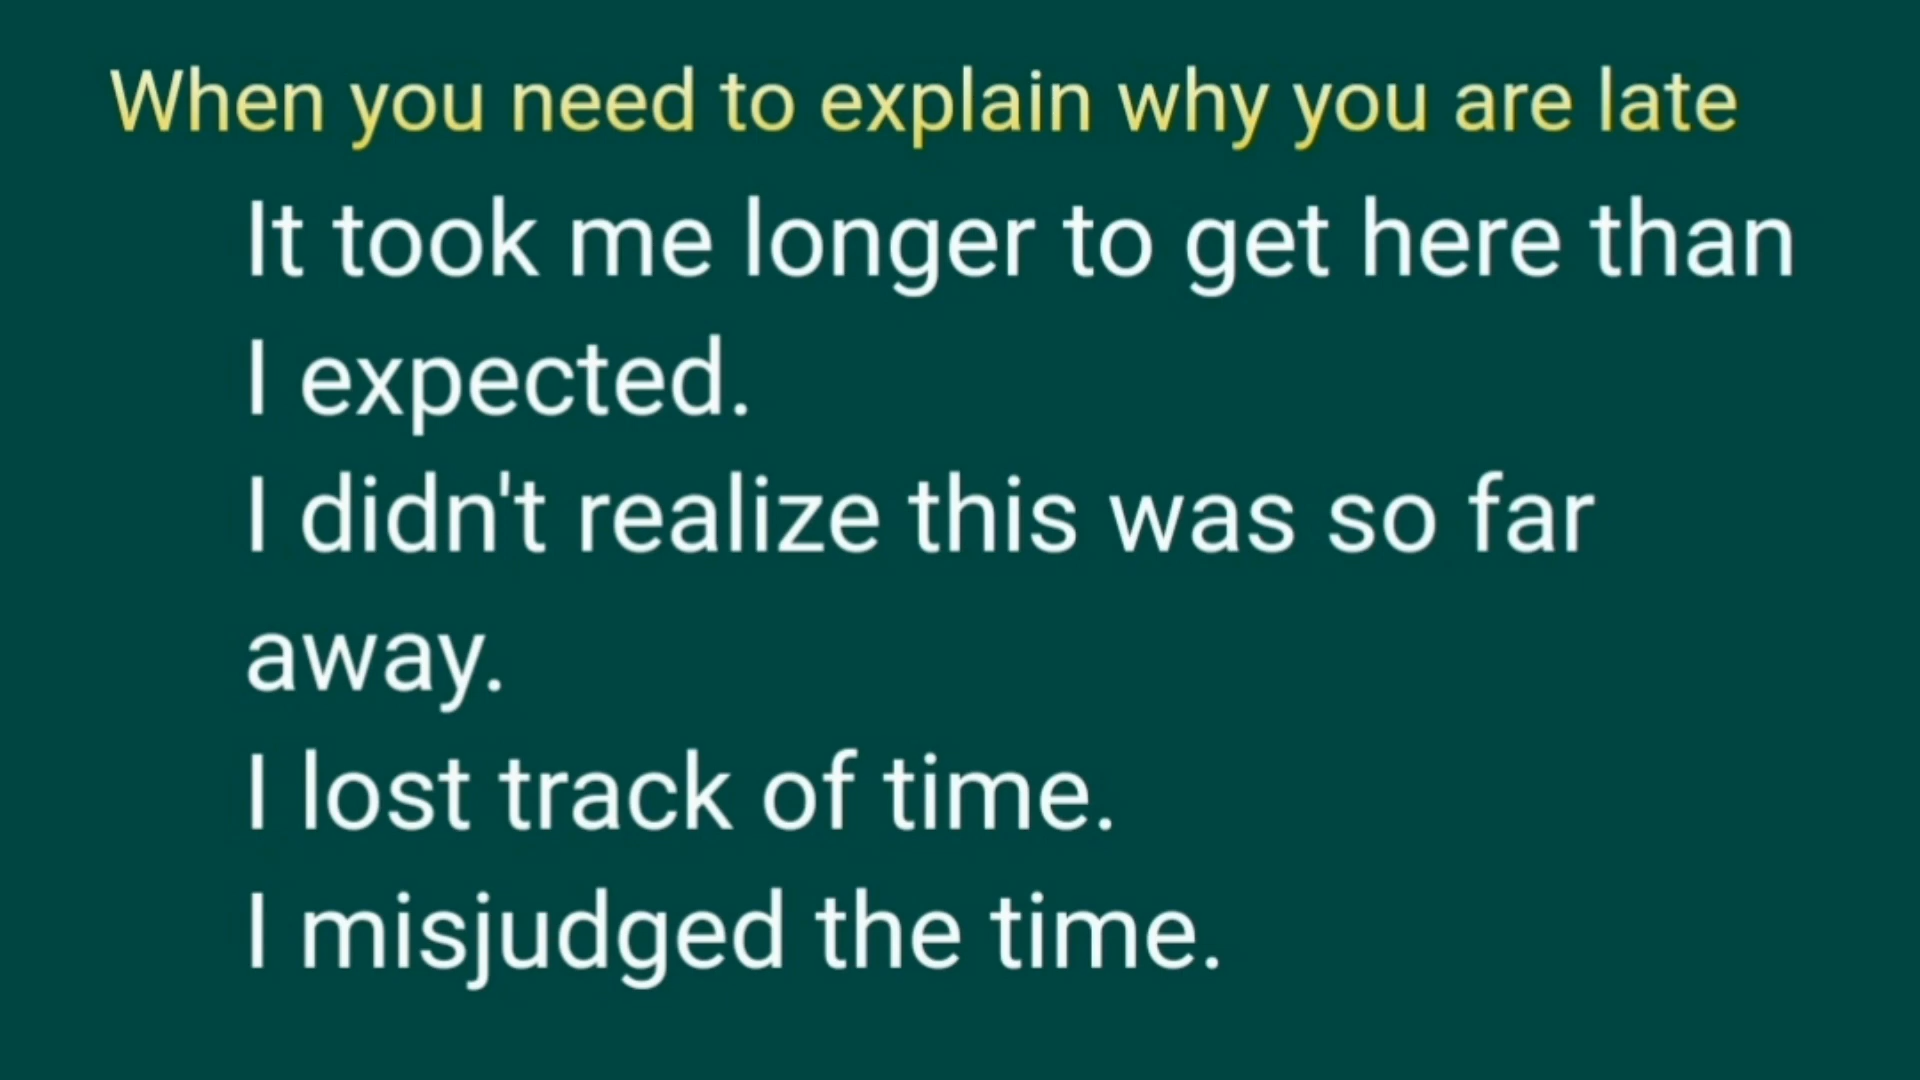 When you need to explain why you are late
It took me longer to get here than
I expected.
I didn't realize this was so far
away.
I lost track of time.
I misjudged the time.